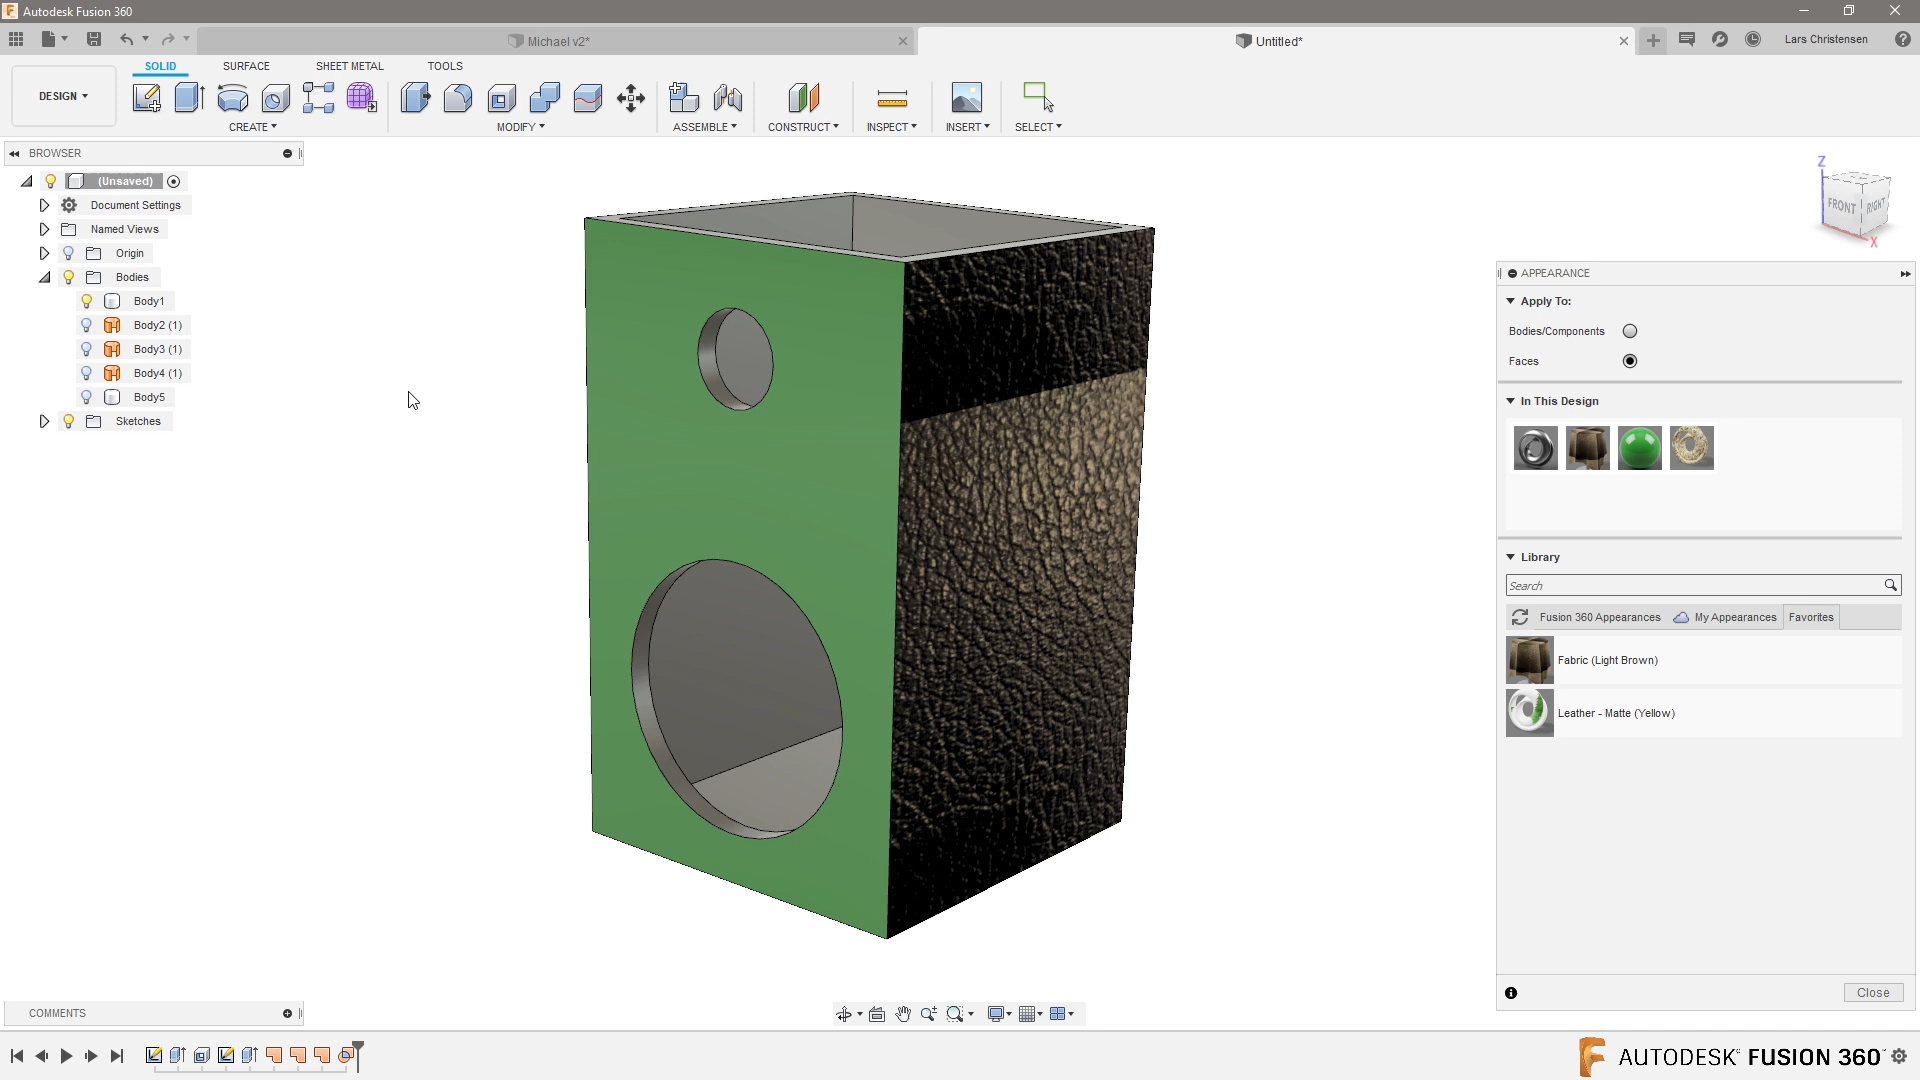 Autodesk Fusion 360
Michael v2*
Untitled*
Lars Christensen
DESIGN
SOLID
SURFACE
SHEET METAL
TOOLS
CREATE
MODIFY
ASSEMBLE
CONSTRUCT
INSPECT
INSERT
SELECT
BROWSER
(Unsaved)
Document Settings
Named Views
Origin
Bodies
Body1
Body2 (1)
Body3 (1)
Body4 (1)
Body5
Sketches
Z
FRONT
RIGHT
X
APPEARANCE
Apply To:
Bodies/Components
Faces
In This Design
Library
Search
Fusion 360 Appearances
My Appearances
Favorites
Fabric (Light Brown)
Leather - Matte (Yellow)
Close
COMMENTS
AUTODESK® FUSION 360™